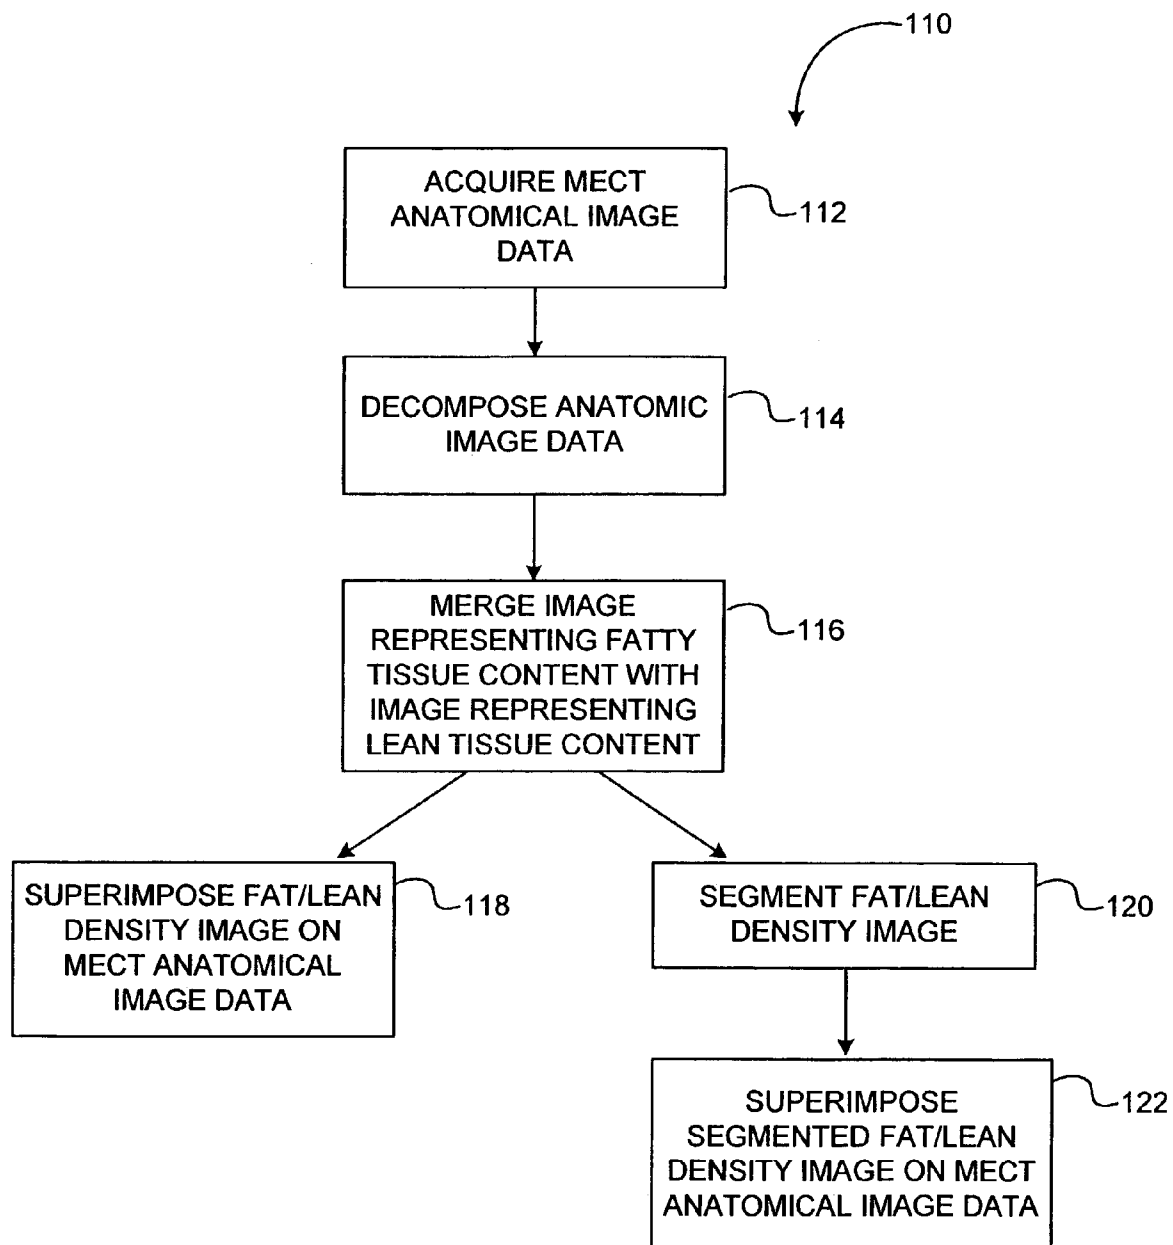 110
ACQUIRE MECT
ANATOMICAL IMAGE
DATA
112
DECOMPOSE ANATOMIC
IMAGE DATA
114
MERGE IMAGE
REPRESENTING FATTY
TISSUE CONTENT WITH
IMAGE REPRESENTING
LEAN TISSUE CONTENT
116
SUPERIMPOSE FAT/LEAN
DENSITY IMAGE ON
MECT ANATOMICAL
IMAGE DATA
118
SEGMENT FAT/LEAN
DENSITY IMAGE
120
SUPERIMPOSE
SEGMENTED FAT/LEAN
DENSITY IMAGE ON MECT
ANATOMICAL IMAGE DATA
122